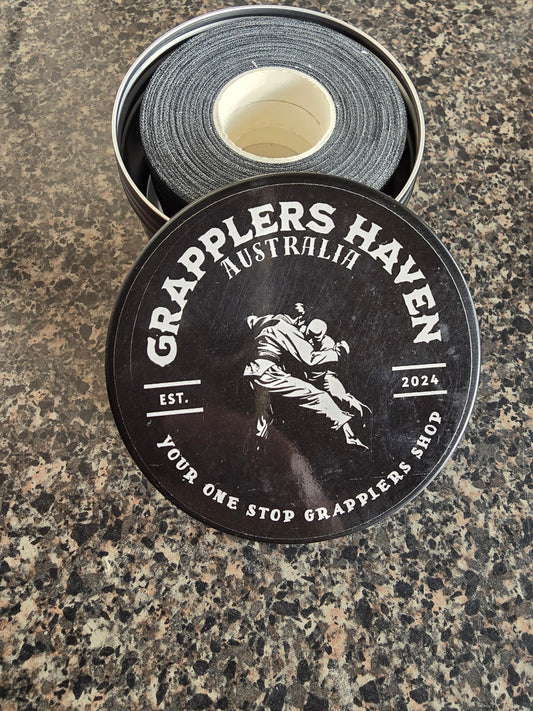 GRAPPLERS HAVEN
AUSTRALIA
EST.
2024
YOUR ONE STOP GRAPPLERS SHOP